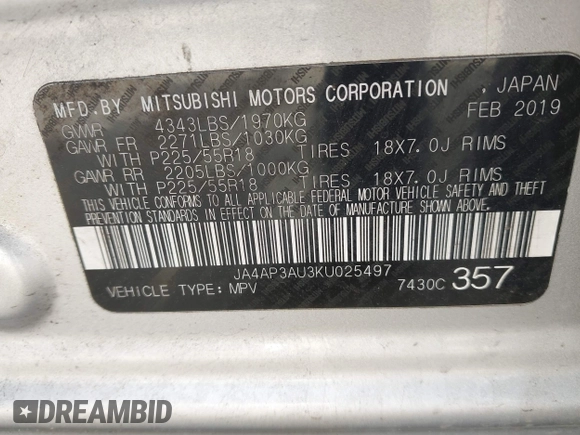 MFD.BY MITSUBISHI MOTORS CORPORATION , JAPAN
GVWR 4343LBS/1970KG FEB 2019
GAWR FR 2271LBS/1030KG
WITH P225/55R18 TIRES 18X7.0J RIMS
GAWR RR 2205LBS/1000KG
WITH P225/55R18 TIRES 18X7.0J RIMS
THIS VEHICLE CONFORMS TO ALL APPLICABLE FEDERAL MOTOR VEHICLE SAFETY AND THEFT
PREVENTION STANDARDS IN EFFECT ON THE DATE OF MANUFACTURE SHOWN ABOVE.
JA4AP3AU3KU025497
VEHICLE TYPE: MPV 7430C 357
DREAMBID